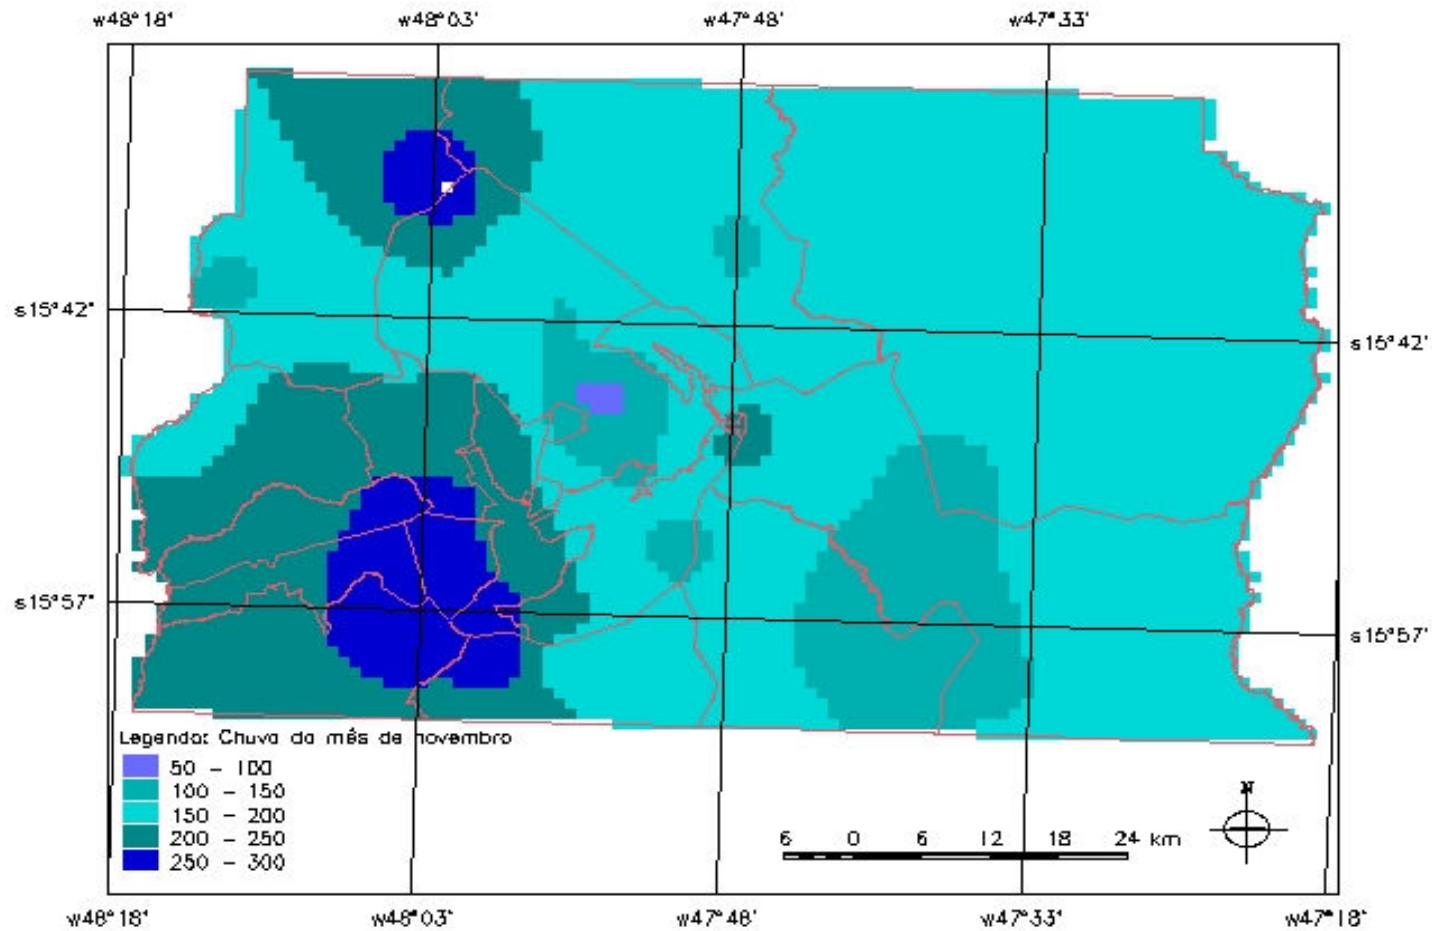 w48°18' w48°03' w47°48' w47°33'
s15°42'
s15°42'
s15°57'
s15°57'
Legenda: Chuva da mês de novembro
50 - 100
100 - 150
150 - 200
200 - 250
250 - 300
N
6 0 6 12 18 24 km
w48°18' w48°03' w47°48' w47°33' w47°18'